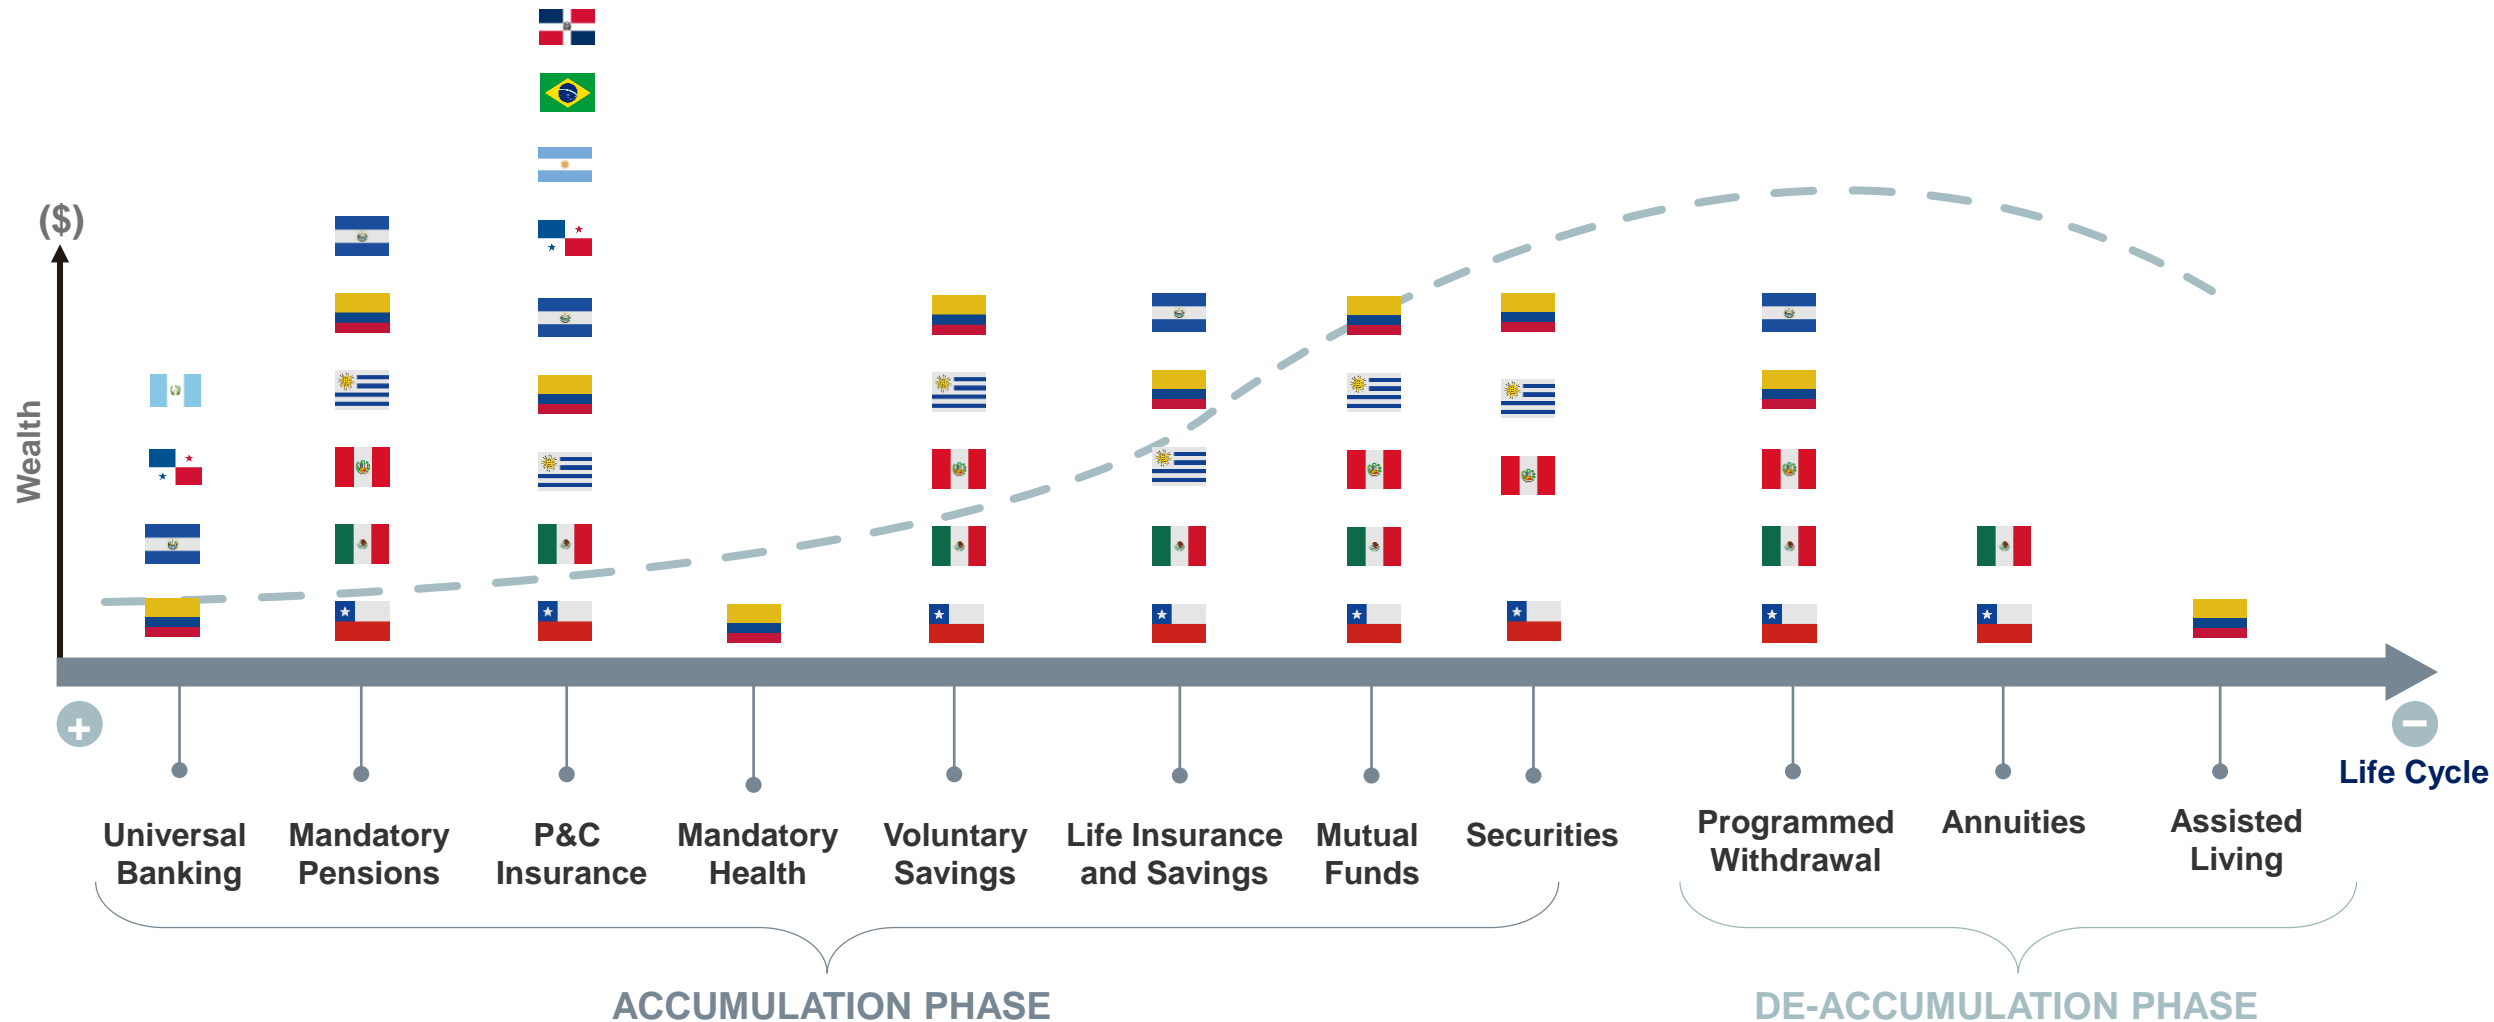 ($)
Wealth
+
−
Life Cycle
Universal
Banking
Mandatory
Pensions
P&C
Insurance
Mandatory
Health
Voluntary
Savings
Life Insurance
and Savings
Mutual
Funds
Securities
Programmed
Withdrawal
Annuities
Assisted
Living
ACCUMULATION PHASE
DE-ACCUMULATION PHASE